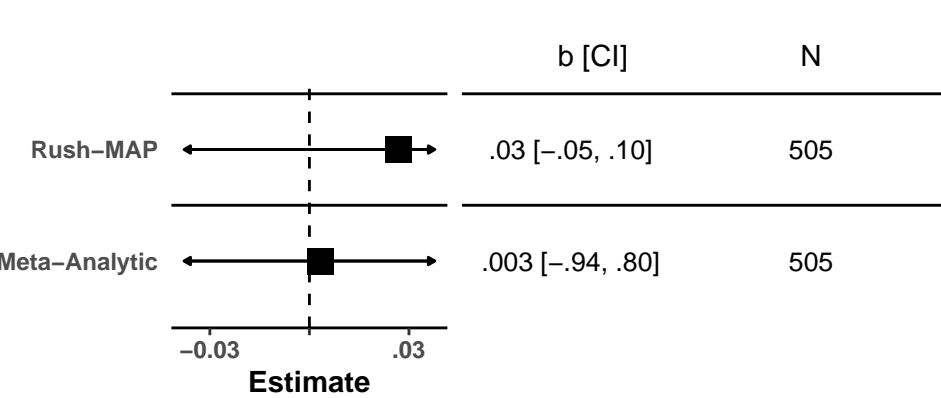 b [CI] N
Rush−MAP .03 [−.05, .10] 505
Meta−Analytic .003 [−.94, .80] 505
−0.03 .03
Estimate